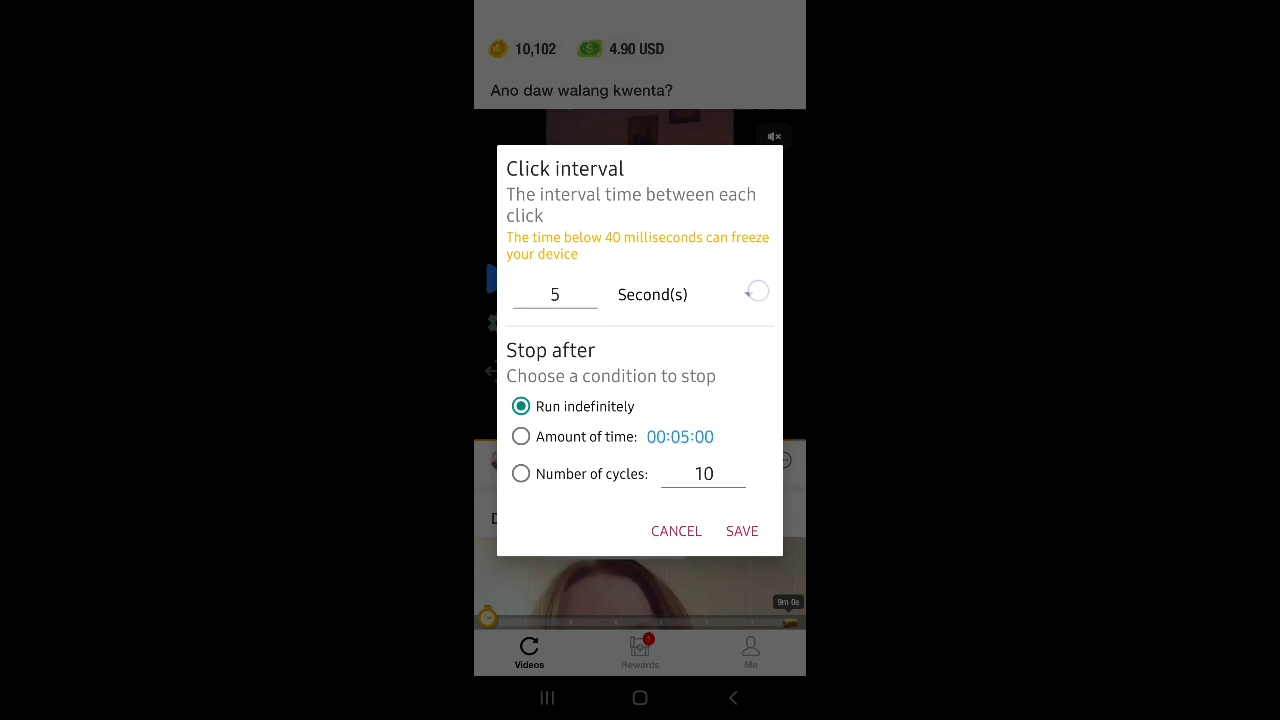 10,102 4.90 USD
Ano daw walang kwenta?
Click interval
The interval time between each
click
The time below 40 milliseconds can freeze
your device
5 Second(s)
Stop after
Choose a condition to stop
Run indefinitely
Amount of time: 00:05:00
Number of cycles: 10
CANCEL SAVE
9m 0s
1
Videos Rewards Me